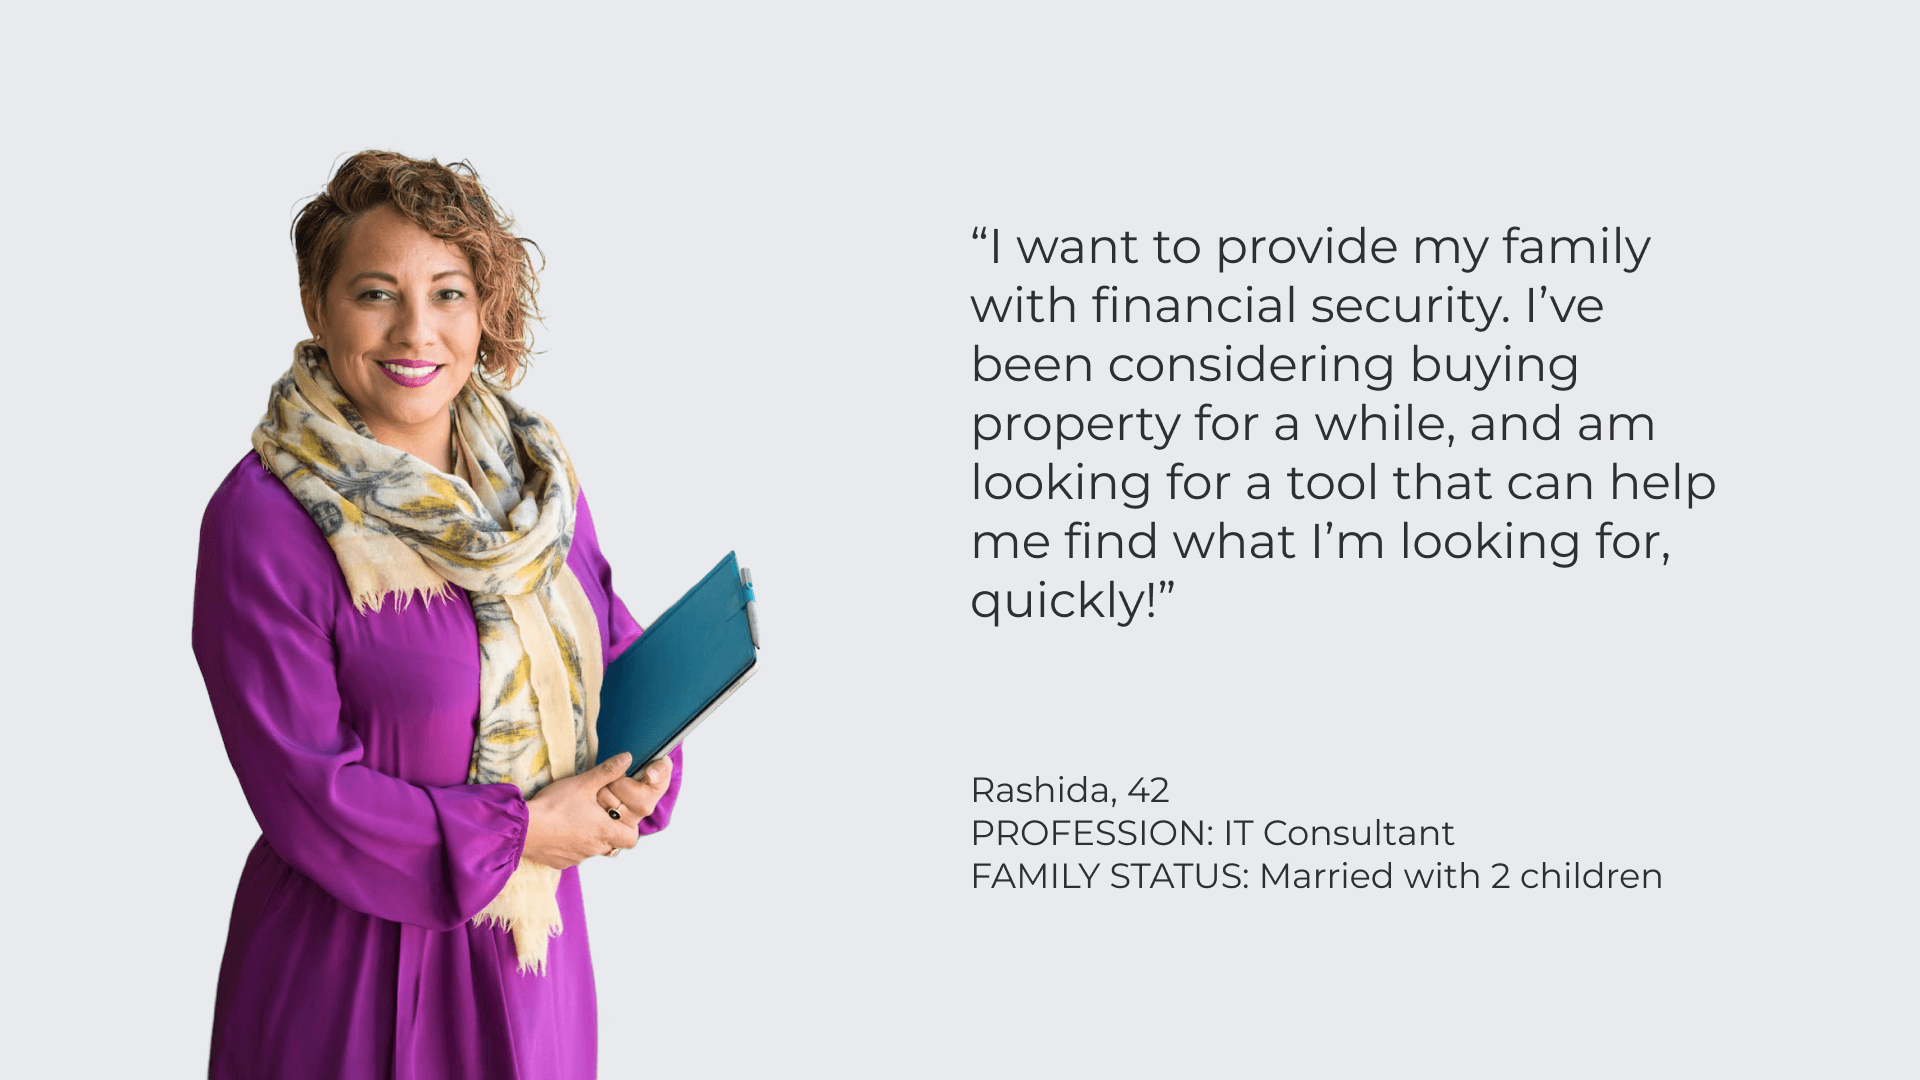 “I want to provide my family
with financial security. I’ve
been considering buying
property for a while, and am
looking for a tool that can help
me find what I’m looking for,
quickly!”
Rashida, 42
PROFESSION: IT Consultant
FAMILY STATUS: Married with 2 children